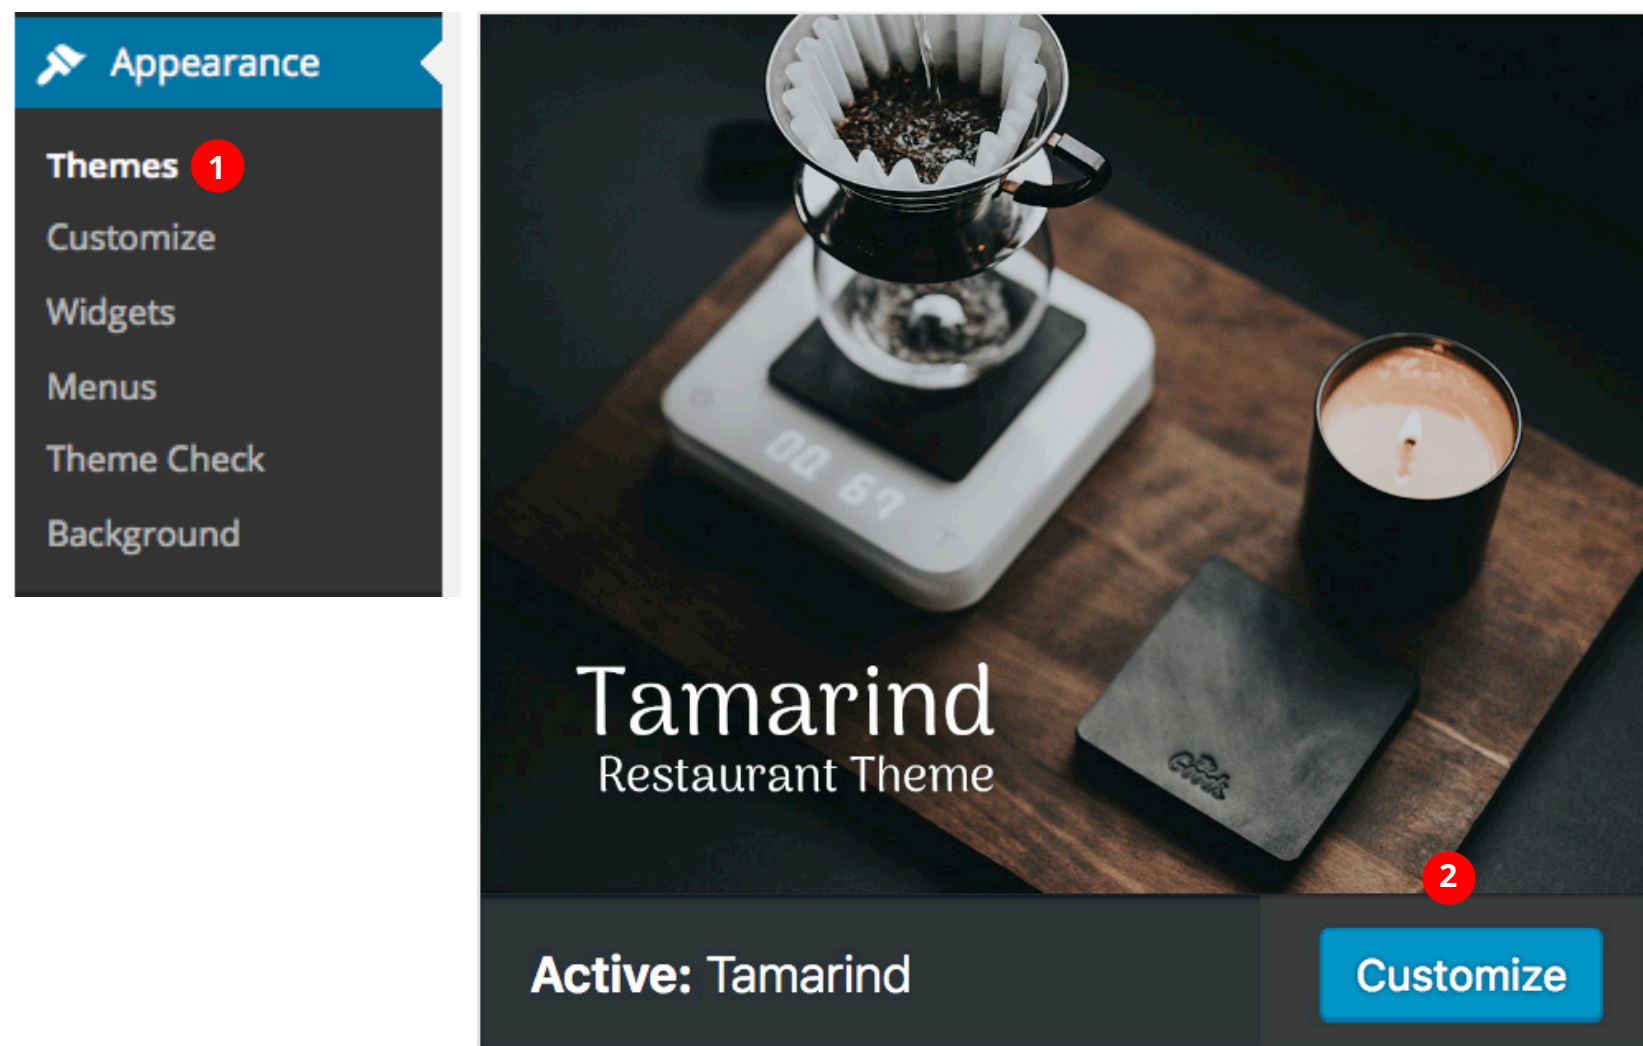 Appearance
Themes 1
Customize
Widgets
Menus
Theme Check
Background
Tamarind
Restaurant Theme
2
Active: Tamarind
Customize